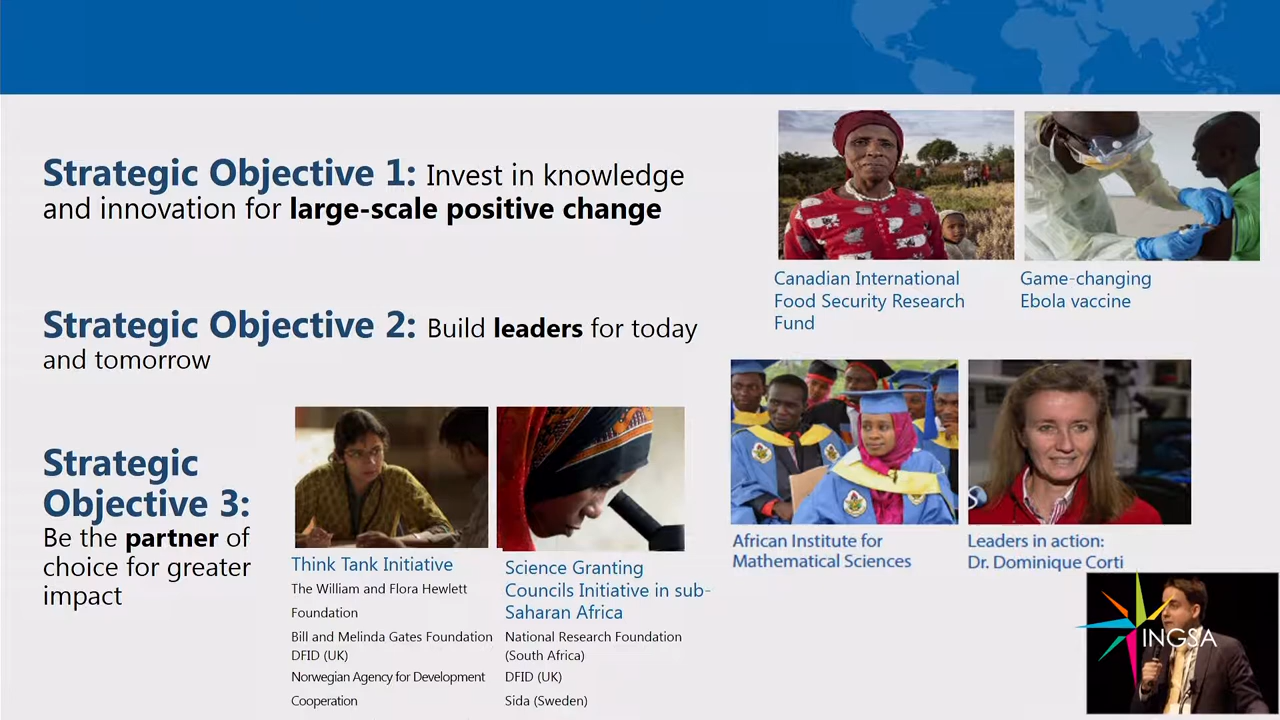 Strategic Objective 1: Invest in knowledge
and innovation for large-scale positive change
Canadian International
Food Security Research
Fund
Game-changing
Ebola vaccine
Strategic Objective 2: Build leaders for today
and tomorrow
African Institute for
Mathematical Sciences
Leaders in action:
Dr. Dominique Corti
Strategic
Objective 3:
Be the partner of
choice for greater
impact
Think Tank Initiative
The William and Flora Hewlett
Foundation
Bill and Melinda Gates Foundation
DFID (UK)
Norwegian Agency for Development
Cooperation
Science Granting
Councils Initiative in sub-
Saharan Africa
National Research Foundation
(South Africa)
DFID (UK)
Sida (Sweden)
INGSA